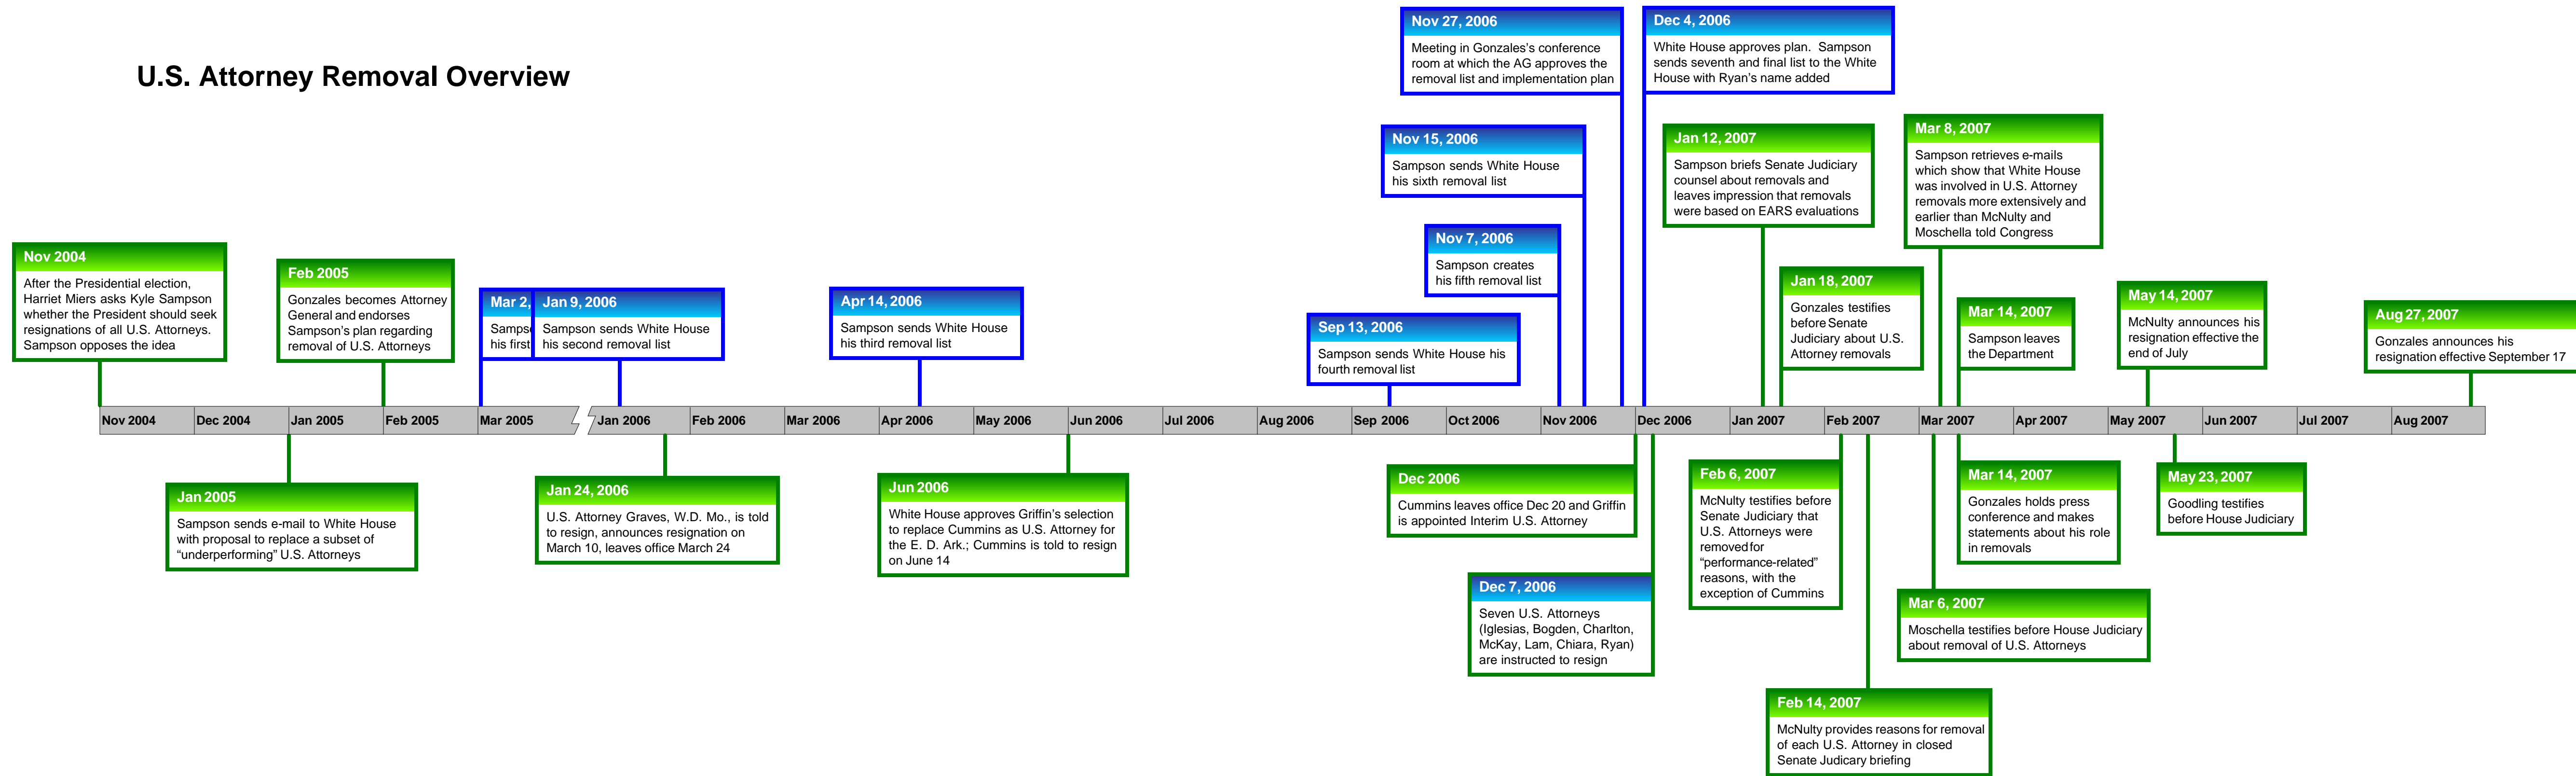 U.S. Attorney Removal Overview
Nov 27, 2006
Meeting in Gonzales's conference
room at which the AG approves the
removal list and implementation plan
Dec 4, 2006
White House approves plan.  Sampson
sends seventh and final list to the White
House with Ryan's name added
Nov 15, 2006
Sampson sends White House
his sixth removal list
Jan 12, 2007
Sampson briefs Senate Judiciary
counsel about removals and
leaves impression that removals
were based on EARS evaluations
Mar 8, 2007
Sampson retrieves e-mails
which show that White House
was involved in U.S. Attorney
removals more extensively and
earlier than McNulty and
Moschella told Congress
Nov 7, 2006
Sampson creates
his fifth removal list
Nov 2004
After the Presidential election,
Harriet Miers asks Kyle Sampson
whether the President should seek
resignations of all U.S. Attorneys.
Sampson opposes the idea
Feb 2005
Gonzales becomes Attorney
General and endorses
Sampson's plan regarding
removal of U.S. Attorneys
Mar 2,
his first
Jan 9, 2006
Sampson sends White House
his second removal list
Apr 14, 2006
Sampson sends White House
his third removal list
Sep 13, 2006
Sampson sends White House his
fourth removal list
Jan 18, 2007
Gonzales testifies
before Senate
Judiciary about U.S.
Attorney removals
Mar 14, 2007
Sampson leaves
the Department
May 14, 2007
McNulty announces his
resignation effective the
end of July
Aug 27, 2007
Gonzales announces his
resignation effective September 17
Nov 2004 Dec 2004 Jan 2005 Feb 2005 Mar 2005 Jan 2006 Feb 2006 Mar 2006 Apr 2006 May 2006 Jun 2006 Jul 2006 Aug 2006 Sep 2006 Oct 2006 Nov 2006 Dec 2006 Jan 2007 Feb 2007 Mar 2007 Apr 2007 May 2007 Jun 2007 Jul 2007 Aug 2007
Jan 2005
Sampson sends e-mail to White House
with proposal to replace a subset of
“underperforming” U.S. Attorneys
Jan 24, 2006
U.S. Attorney Graves, W.D. Mo., is told
to resign, announces resignation on
March 10, leaves office March 24
Jun 2006
White House approves Griffin's selection
to replace Cummins as U.S. Attorney for
the E. D. Ark.; Cummins is told to resign
on June 14
Dec 2006
Cummins leaves office Dec 20 and Griffin
is appointed Interim U.S. Attorney
Dec 7, 2006
Seven U.S. Attorneys
(Iglesias, Bogden, Charlton,
McKay, Lam, Chiara, Ryan)
are instructed to resign
Feb 6, 2007
McNulty testifies before
Senate Judiciary that
U.S. Attorneys were
removed for
“performance-related”
reasons, with the
exception of Cummins
Mar 14, 2007
Gonzales holds press
conference and makes
statements about his role
in removals
May 23, 2007
Goodling testifies
before House Judiciary
Mar 6, 2007
Moschella testifies before House Judiciary
about removal of U.S. Attorneys
Feb 14, 2007
McNulty provides reasons for removal
of each U.S. Attorney in closed
Senate Judicary briefing